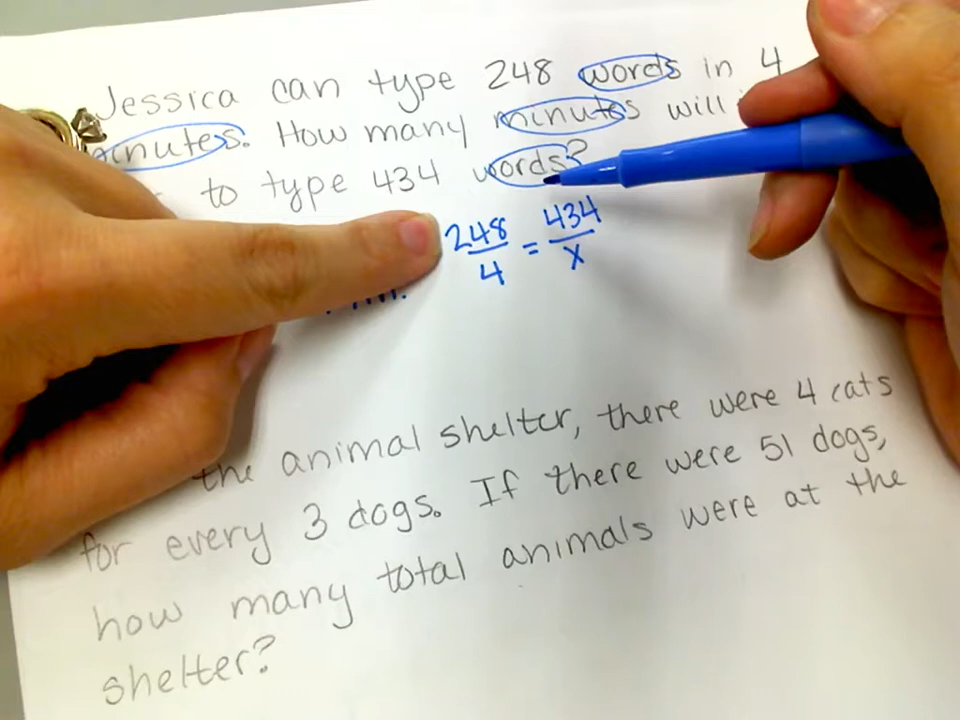 Jessica can type 248 words in 4
minutes. How many minutes will
to type 434 words?
248/4 = 434/x
the animal shelter, there were 4 cats
for every 3 dogs. If there were 51 dogs,
how many total animals were at the
shelter?